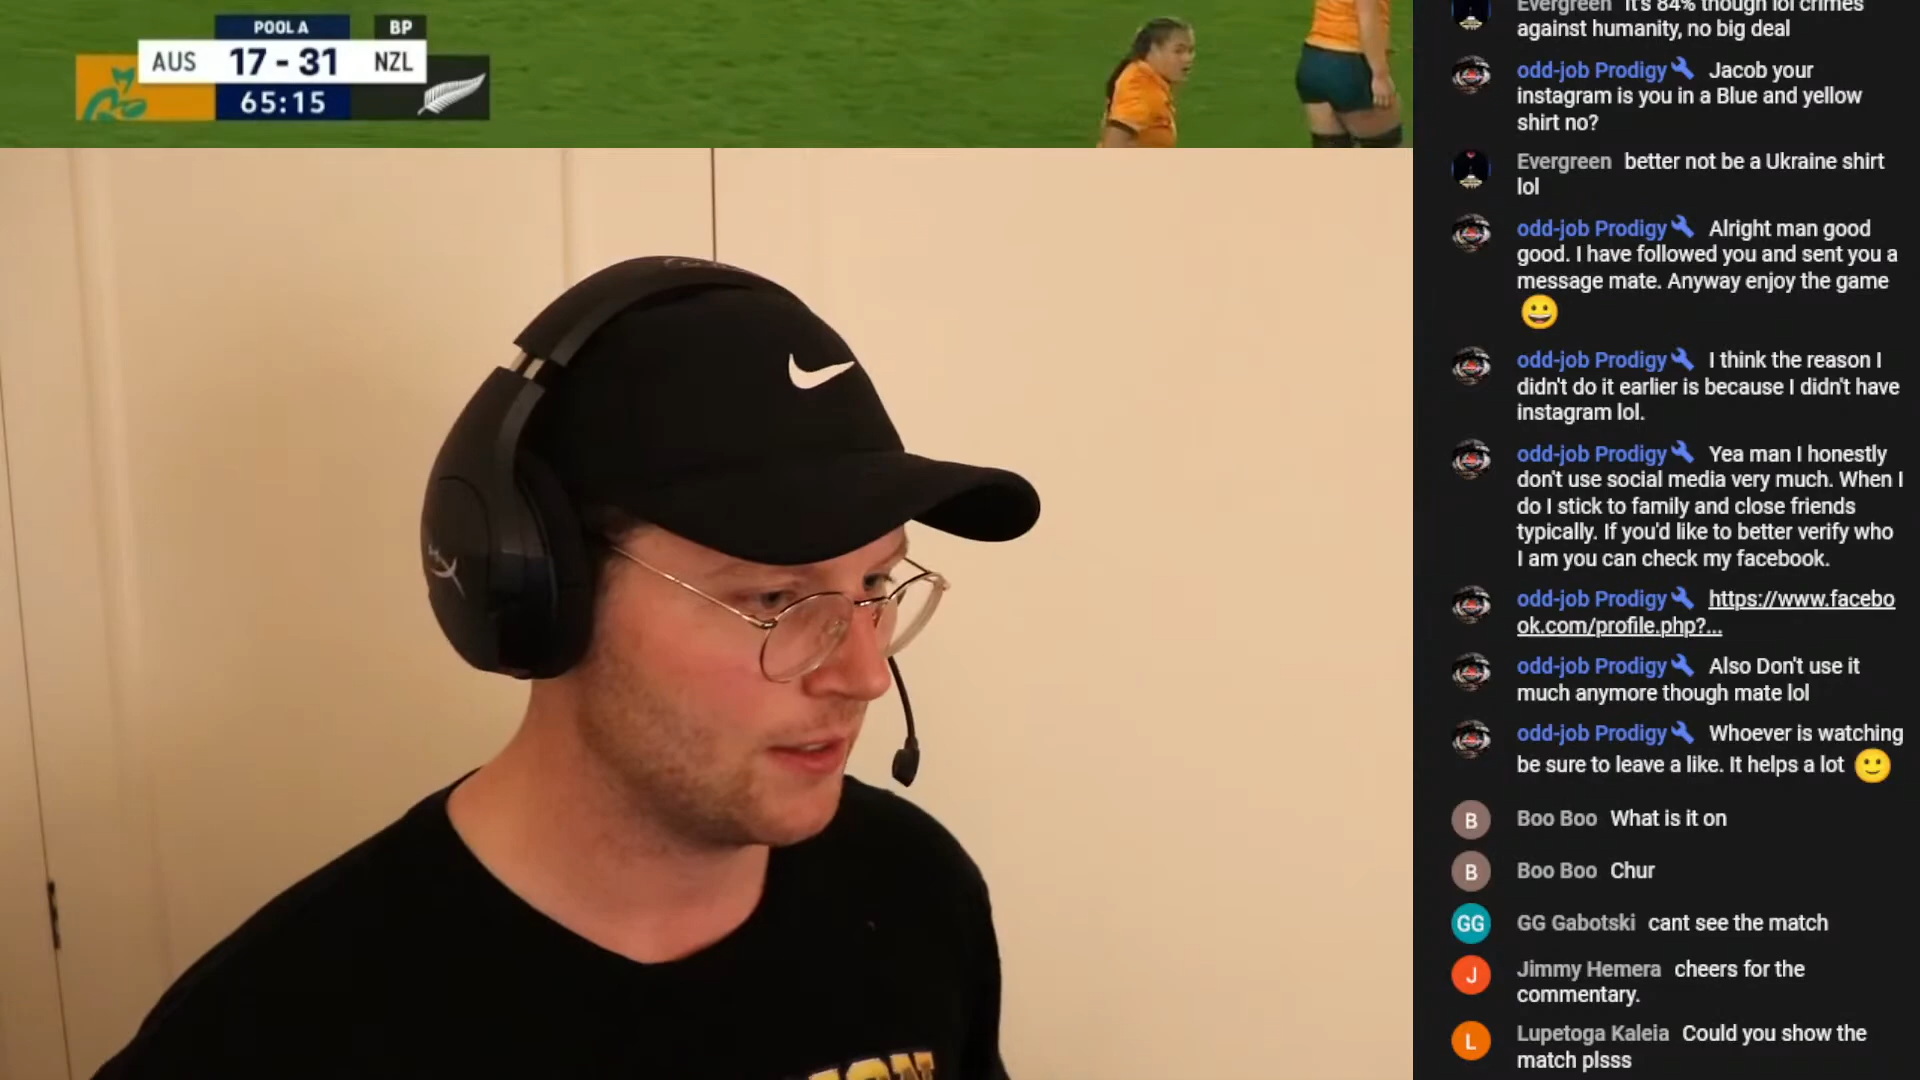 POOL A
BP
AUS 17 - 31 NZL
65:15
Evergreen It's 84% though lol crimes
against humanity, no big deal
odd-job Prodigy Jacob your
instagram is you in a Blue and yellow
shirt no?
Evergreen better not be a Ukraine shirt
lol
odd-job Prodigy Alright man good
good. I have followed you and sent you a
message mate. Anyway enjoy the game
odd-job Prodigy I think the reason I
didn't do it earlier is because I didn't have
instagram lol.
odd-job Prodigy Yea man I honestly
don't use social media very much. When I
do I stick to family and close friends
typically. If you'd like to better verify who
I am you can check my facebook.
odd-job Prodigy https://www.facebo
ok.com/profile.php?...
odd-job Prodigy Also Don't use it
much anymore though mate lol
odd-job Prodigy Whoever is watching
be sure to leave a like. It helps a lot
B Boo Boo What is it on
B Boo Boo Chur
GG GG Gabotski cant see the match
J Jimmy Hemera cheers for the
commentary.
L Lupetoga Kaleia Could you show the
match plsss